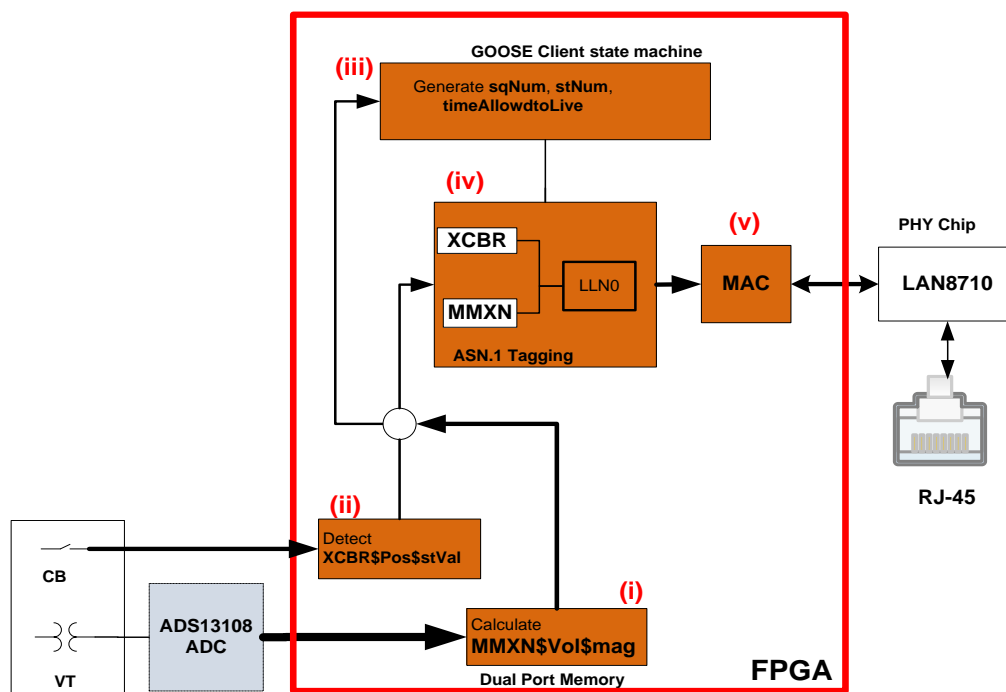 GOOSE Client state machine
(iii)
Generate sqNum, stNum,
timeAllowdtoLive
(iv)
XCBR
MMXN
LLN0
ASN.1 Tagging
(v)
MAC
PHY Chip
LAN8710
RJ-45
(ii)
Detect
XCBR$Pos$stVal
CB
ADS13108
ADC
VT
(i)
Calculate
MMXN$Vol$mag
Dual Port Memory
FPGA